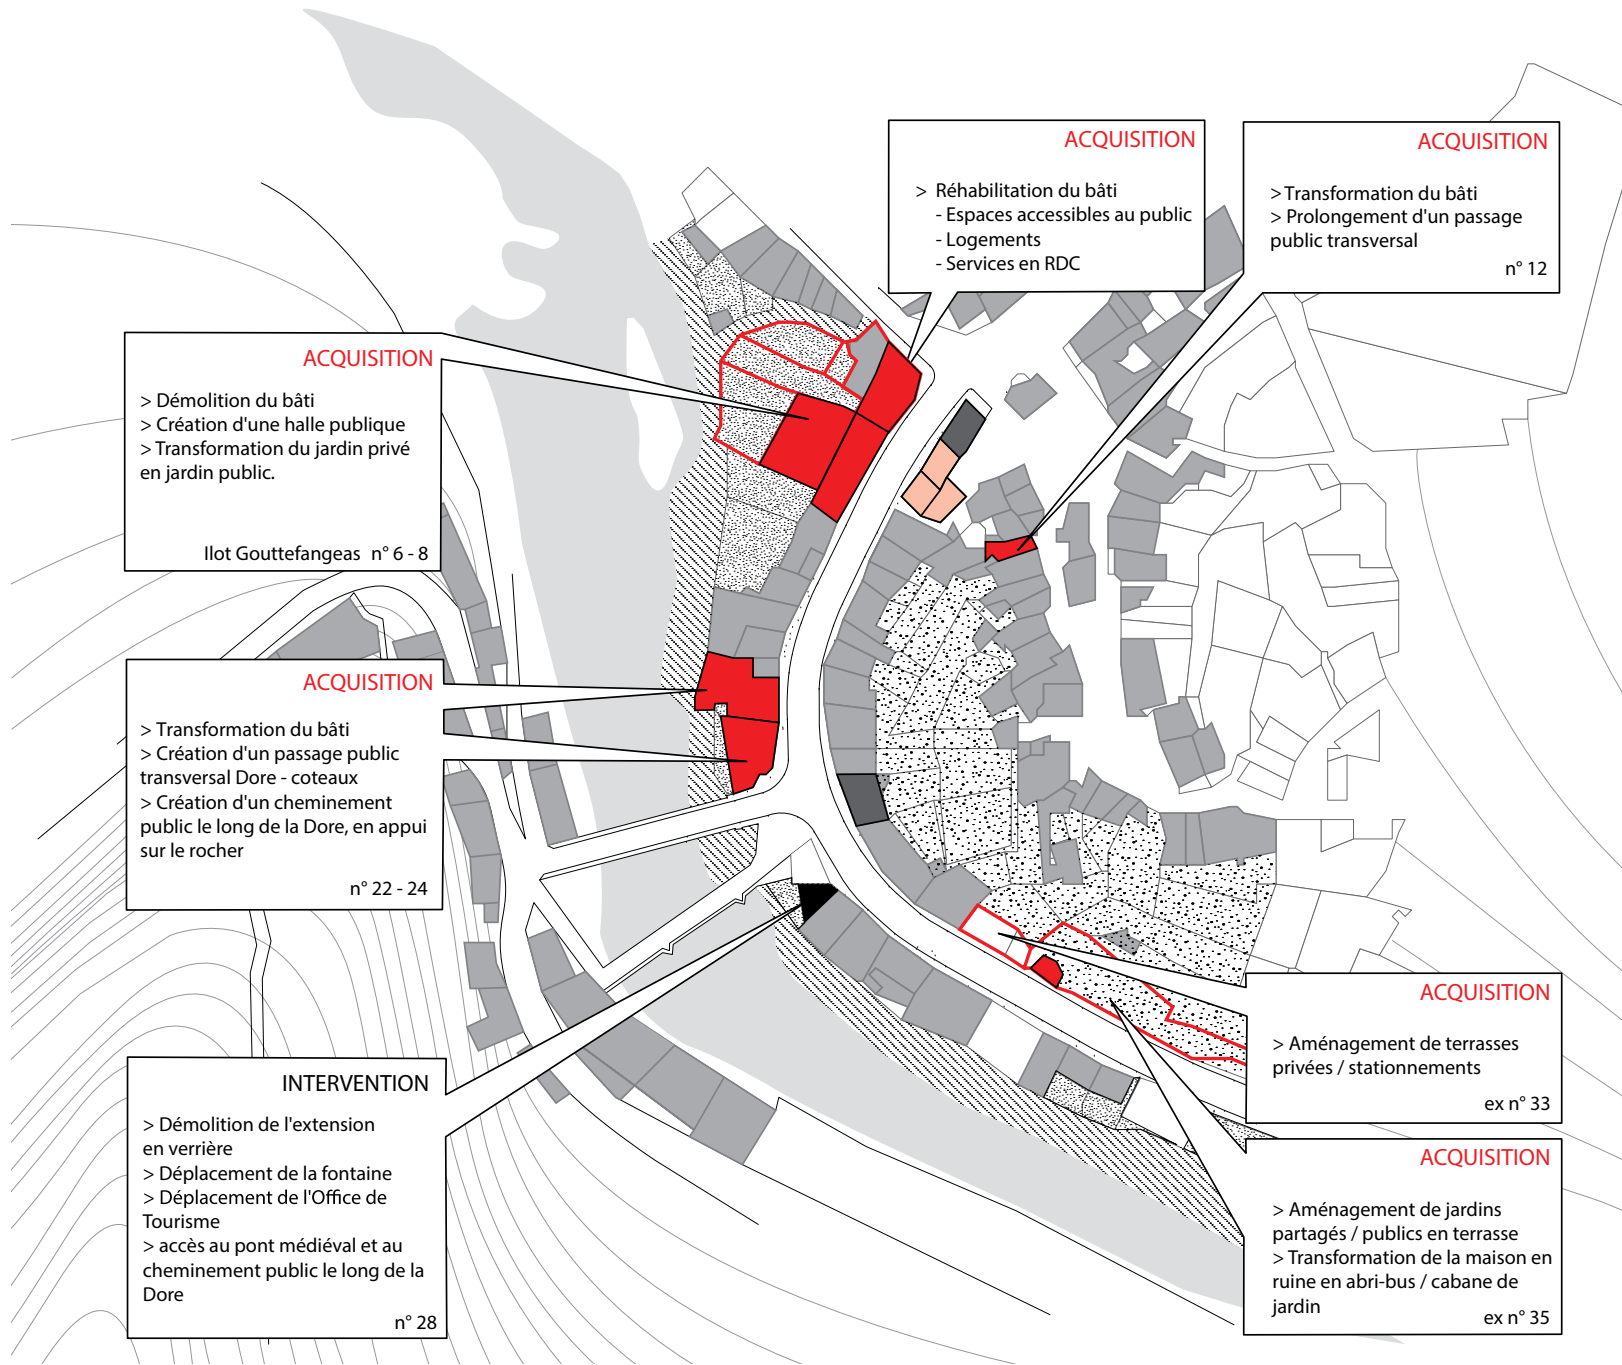 ACQUISITION
> Réhabilitation du bâti
- Espaces accessibles au public
- Logements
- Services en RDC
ACQUISITION
> Transformation du bâti
> Prolongement d'un passage
public transversal
n° 12
ACQUISITION
> Démolition du bâti
> Création d'une halle publique
> Transformation du jardin privé
en jardin public.
Ilot Gouttefangeas n° 6 - 8
ACQUISITION
> Transformation du bâti
> Création d'un passage public
transversal Dore - coteaux
> Création d'un cheminement
public le long de la Dore, en appui
sur le rocher
n° 22 - 24
INTERVENTION
> Démolition de l'extension
en verrière
> Déplacement de la fontaine
> Déplacement de l'Office de
Tourisme
> accès au pont médiéval et au
cheminement public le long de la
Dore
n° 28
ACQUISITION
> Aménagement de terrasses
privées / stationnements
ex n° 33
ACQUISITION
> Aménagement de jardins
partagés / publics en terrasse
> Transformation de la maison en
ruine en abri-bus / cabane de
jardin
ex n° 35